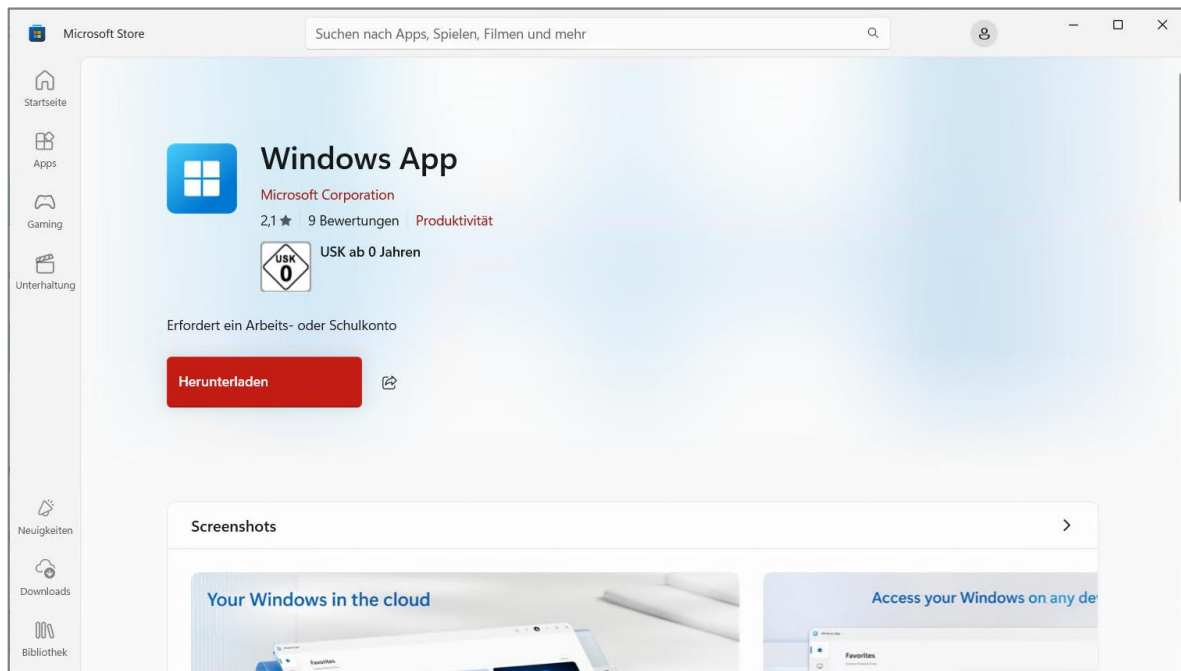 Microsoft Store
Suchen nach Apps, Spielen, Filmen und mehr
Startseite
Apps
Gaming
Unterhaltung
Windows App
Microsoft Corporation
2,1★ 9 Bewertungen Produktivität
USK
0
USK ab 0 Jahren
Erfordert ein Arbeits- oder Schulkonto
Herunterladen
Neuigkeiten
Downloads
Bibliothek
Screenshots
Your Windows in the cloud
Favorites
Access your Windows on any de
Windows App
Favorites